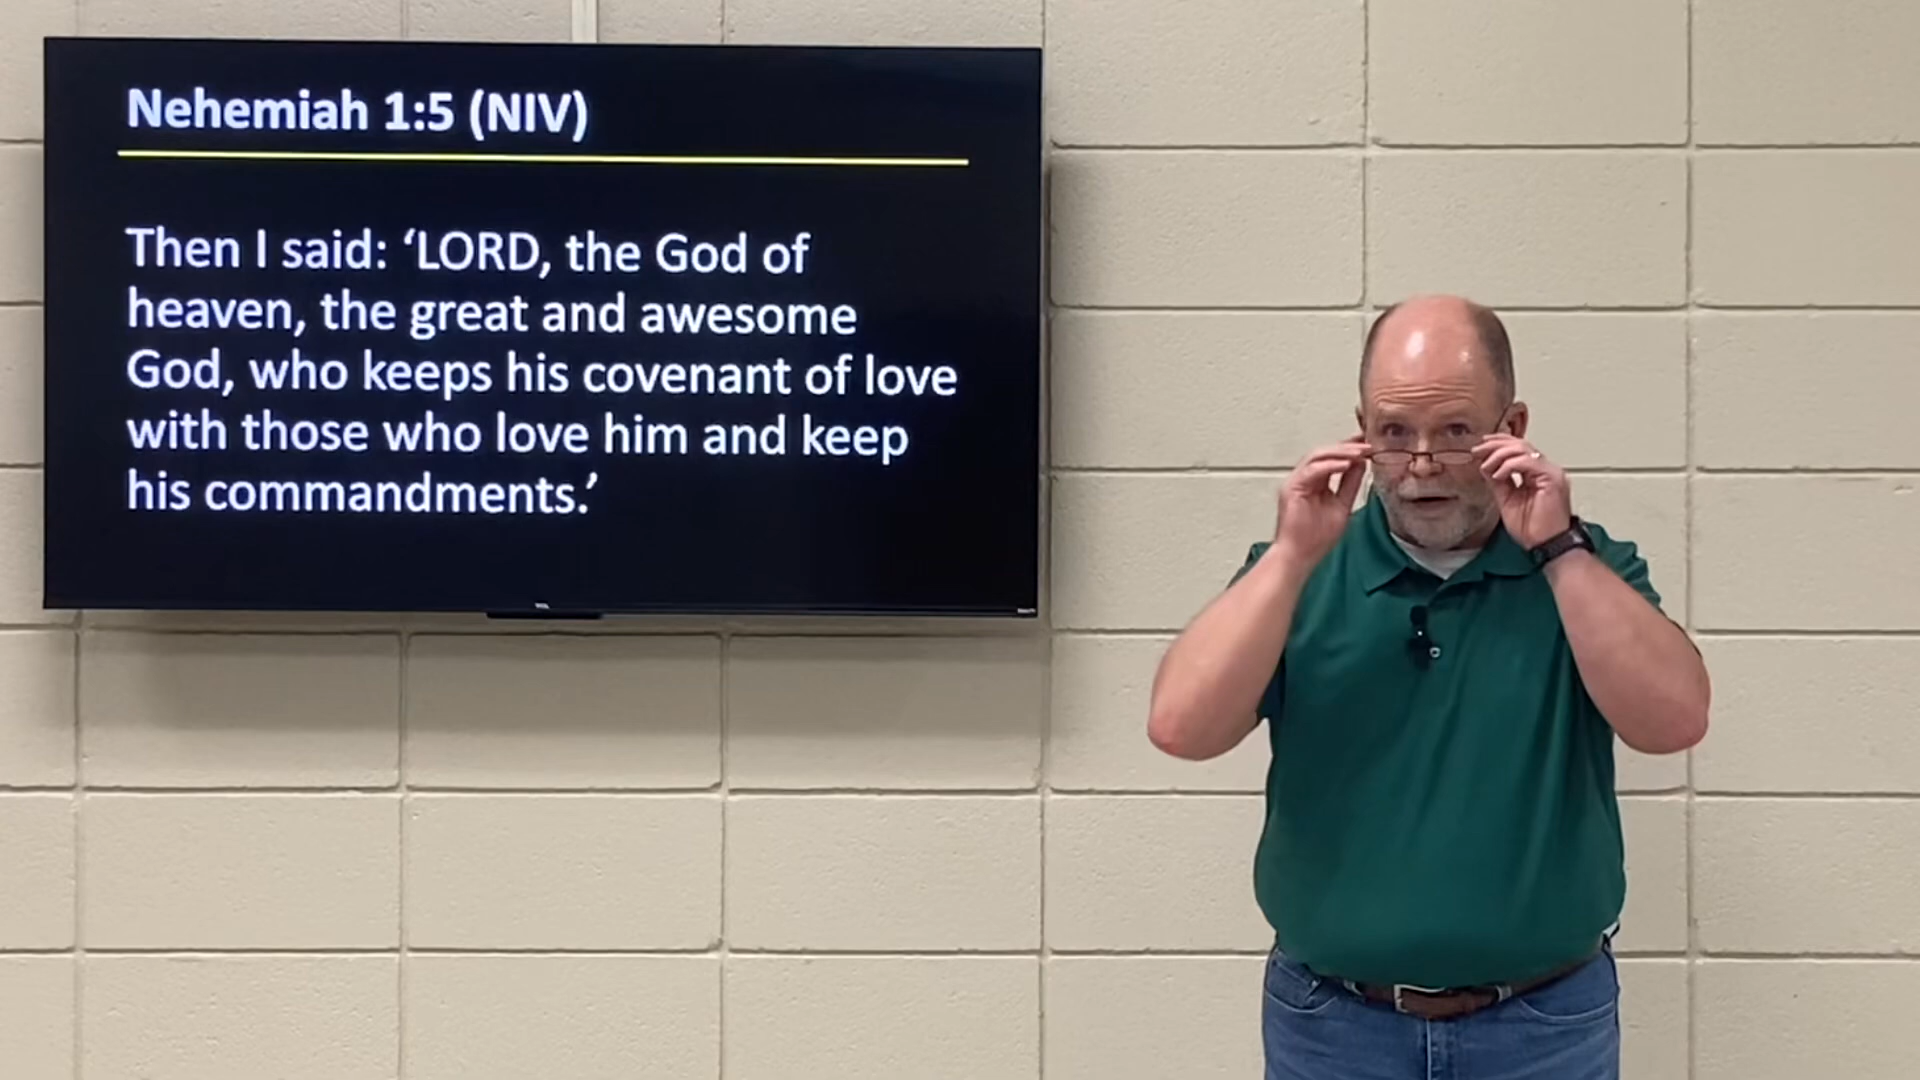 Nehemiah 1:5 (NIV)
Then I said: ‘LORD, the God of
heaven, the great and awesome
God, who keeps his covenant of love
with those who love him and keep
his commandments.’
TCL